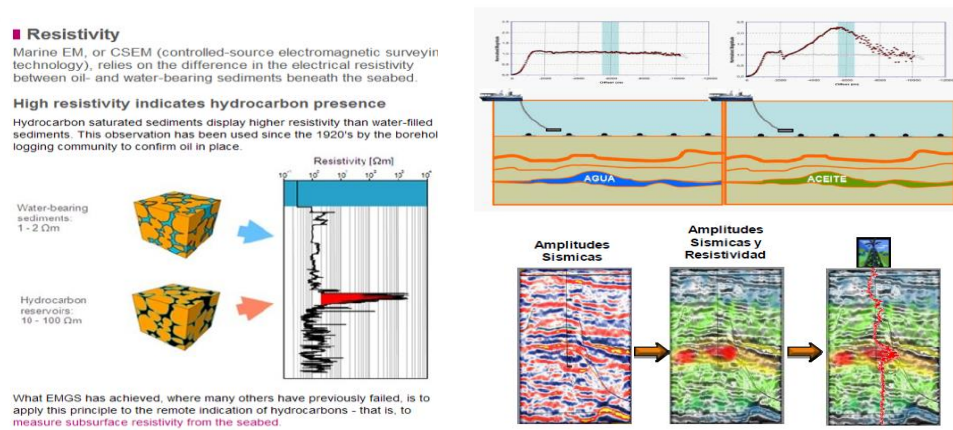 Resistivity
Marine EM, or CSEM (controlled-source electromagnetic surveyin
technology), relies on the difference in the electrical resistivity
between oil- and water-bearing sediments beneath the seabed.
High resistivity indicates hydrocarbon presence
Hydrocarbon saturated sediments display higher resistivity than water-filled
sediments. This observation has been used since the 1920's by the borehol
logging community to confirm oil in place.
Resistivity [Ωm]
Water-bearing
sediments:
1 - 2 Ωm
Hydrocarbon
reservoirs:
10 - 100 Ωm
What EMGS has achieved, where many others have previously failed, is to
apply this principle to the remote indication of hydrocarbons - that is, to
measure subsurface resistivity from the seabed.
AGUA
ACEITE
Amplitudes
Sismicas
Amplitudes
Sismicas y
Resistividad